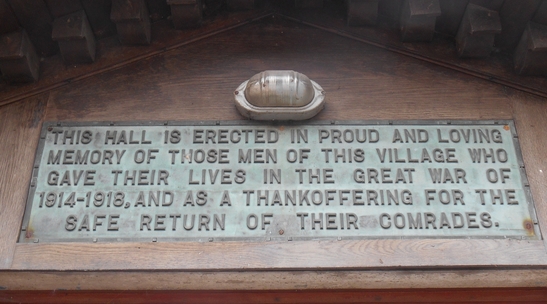 THIS HALL IS ERECTED IN PROUD AND LOVING
MEMORY OF THOSE MEN OF THIS VILLAGE WHO
GAVE THEIR LIVES IN THE GREAT WAR OF
1914-1918, AND AS A THANKOFFERING FOR THE
SAFE RETURN OF THEIR COMRADES.